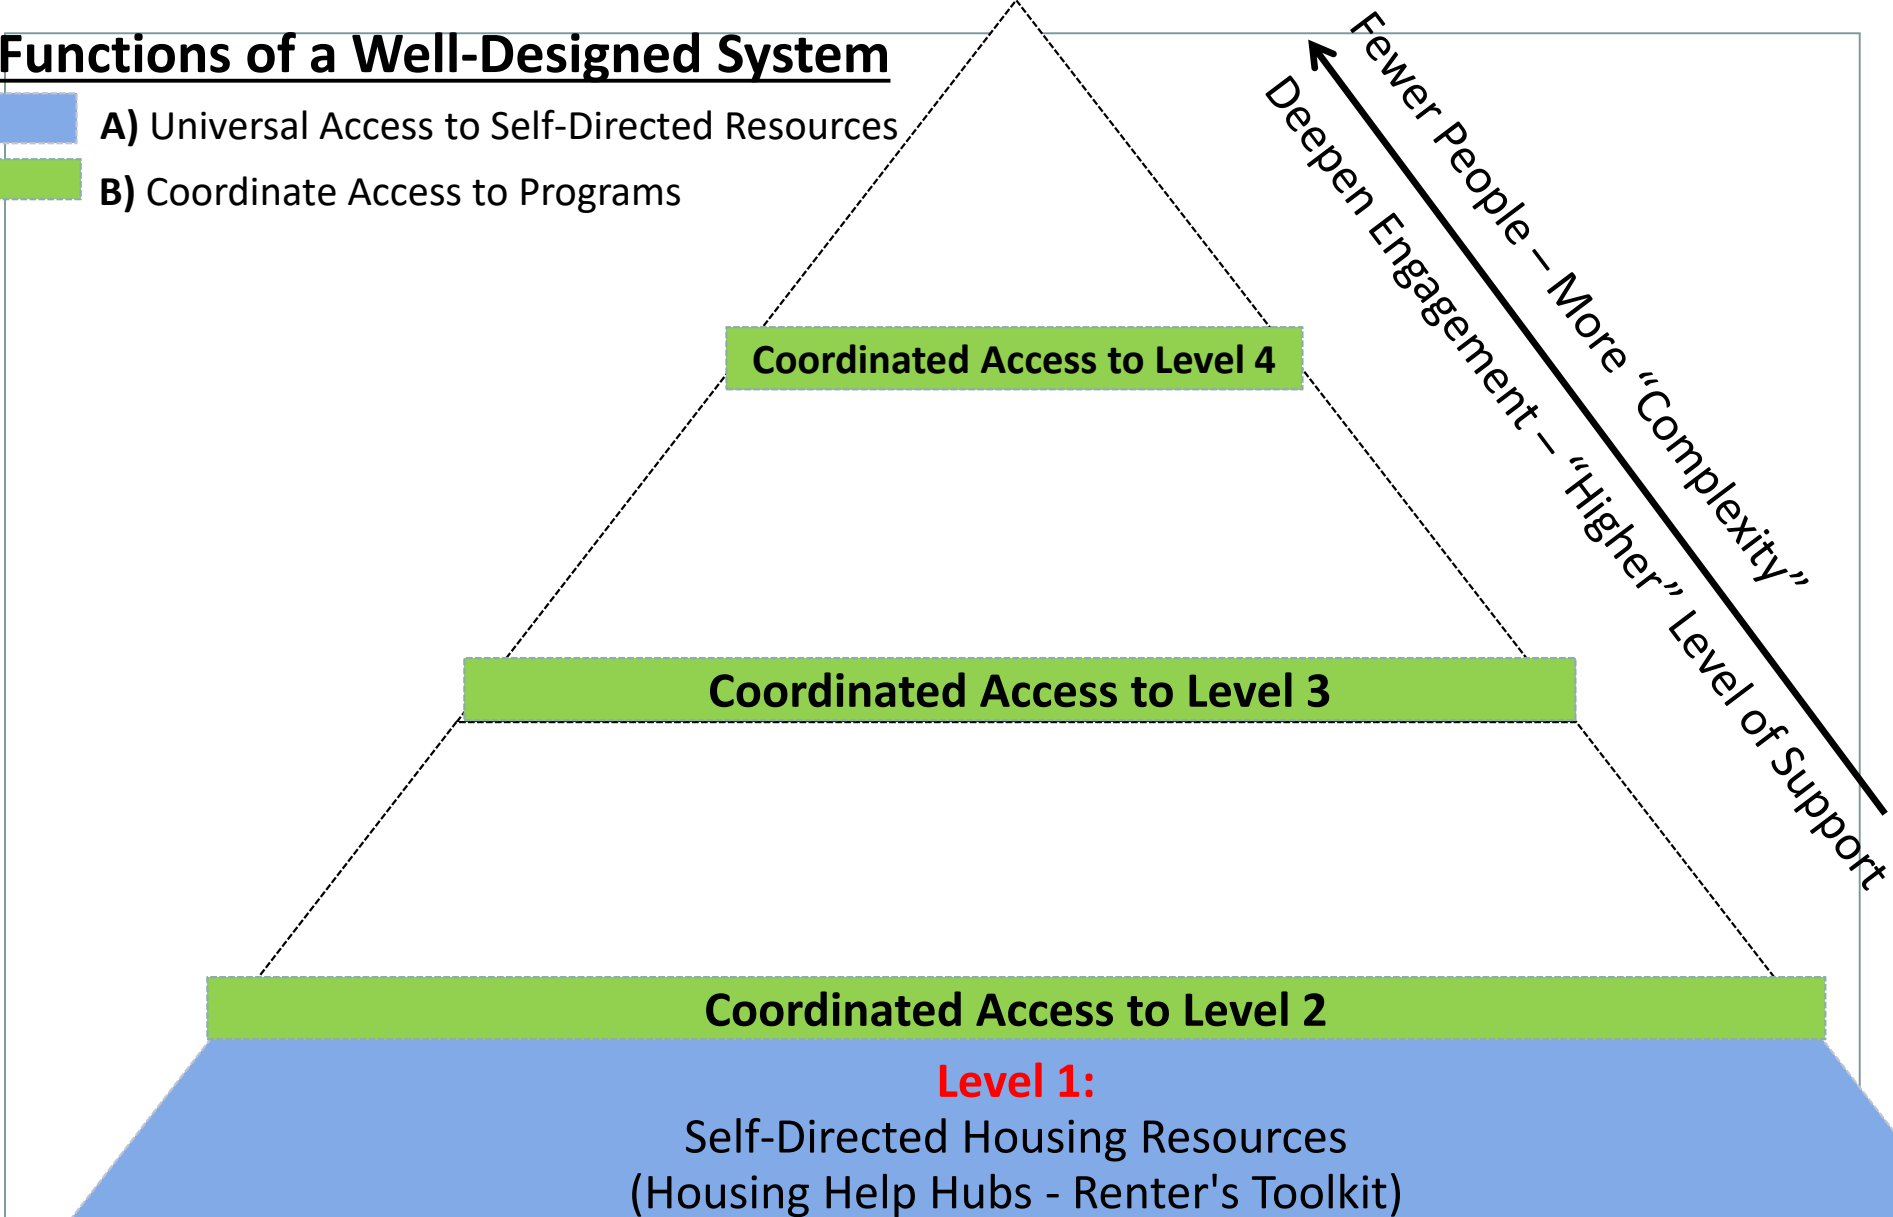 Functions of a Well-Designed System
A) Universal Access to Self-Directed Resources
B) Coordinate Access to Programs
Fewer People – More “Complexity”
Deepen Engagement – “Higher” Level of Support
Coordinated Access to Level 4
Coordinated Access to Level 3
Coordinated Access to Level 2
Level 1:
Self-Directed Housing Resources
(Housing Help Hubs - Renter's Toolkit)